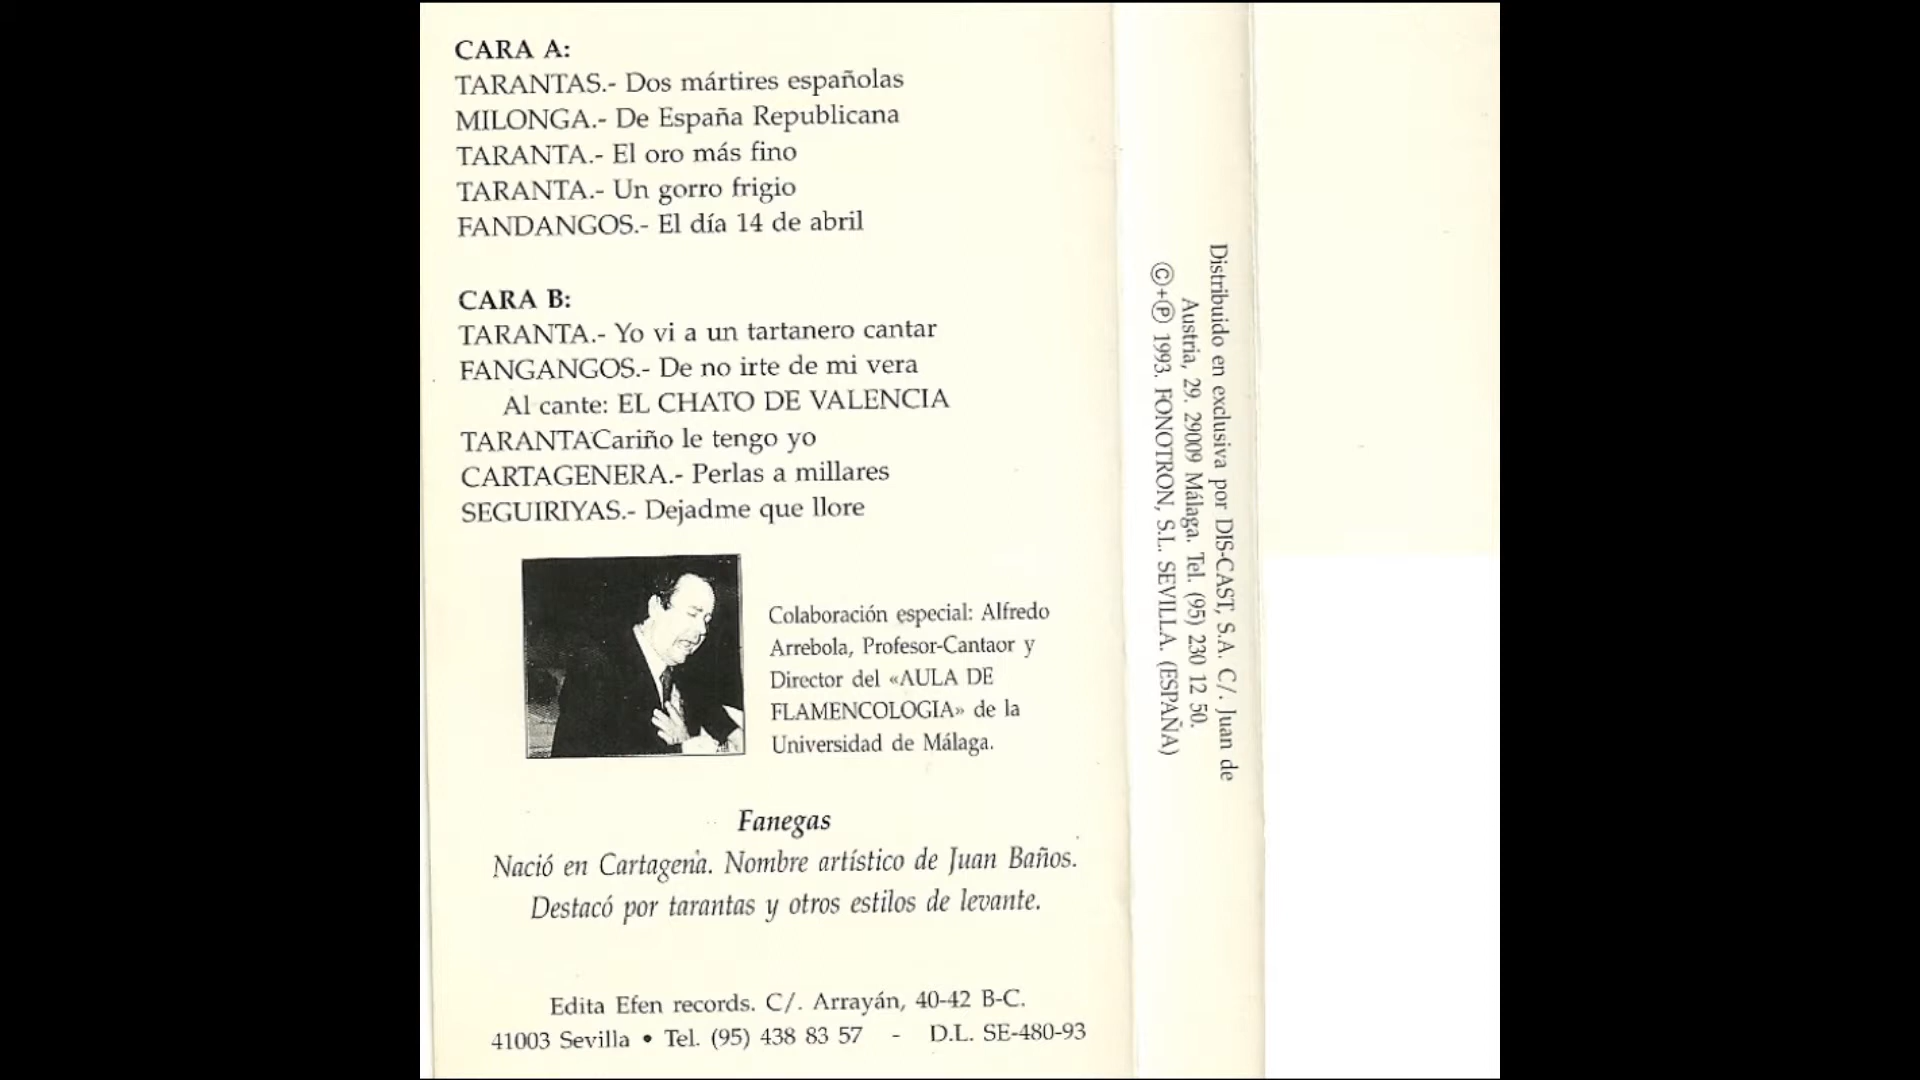 CARA A:
TARANTAS.- Dos mártires españolas
MILONGA.- De España Republicana
TARANTA.- El oro más fino
TARANTA.- Un gorro frigio
FANDANGOS.- El día 14 de abril
CARA B:
TARANTA.- Yo vi a un tartanero cantar
FANGANGOS.- De no irte de mi vera
Al cante: EL CHATO DE VALENCIA
TARANTACariño le tengo yo
CARTAGENERA.- Perlas a millares
SEGUIRIYAS.- Dejadme que llore
Colaboración especial: Alfredo
Arrebola, Profesor-Cantaor y
Director del «AULA DE
FLAMENCOLOGIA» de la
Universidad de Málaga.
Fanegas
Nació en Cartagena. Nombre artístico de Juan Baños.
Destacó por tarantas y otros estilos de levante.
Edita Efen records. C/. Arrayán, 40-42 B-C.
41003 Sevilla • Tel. (95) 438 83 57 - D.L. SE-480-93
Distribuido en exclusiva por DIS-CAST, S.A. C/. Juan de
Austria, 29. 29009 Málaga. Tel. (95) 230 12 50.
©+℗ 1993. FONOTRON, S.L. SEVILLA. (ESPAÑA)